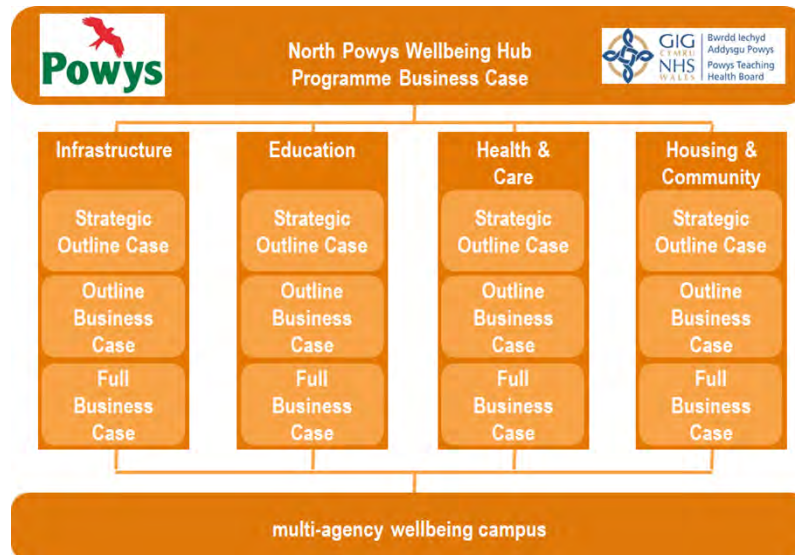 Powys
North Powys Wellbeing Hub
Programme Business Case
GIG
CYMRU
NHS
WALES
Bwrdd Iechyd
Addysgu Powys
Powys Teaching
Health Board
Infrastructure
Strategic
Outline Case
Outline
Business
Case
Full
Business
Case
Education
Strategic
Outline Case
Outline
Business
Case
Full
Business
Case
Health &
Care
Strategic
Outline Case
Outline
Business
Case
Full
Business
Case
Housing &
Community
Strategic
Outline Case
Outline
Business
Case
Full
Business
Case
multi-agency wellbeing campus